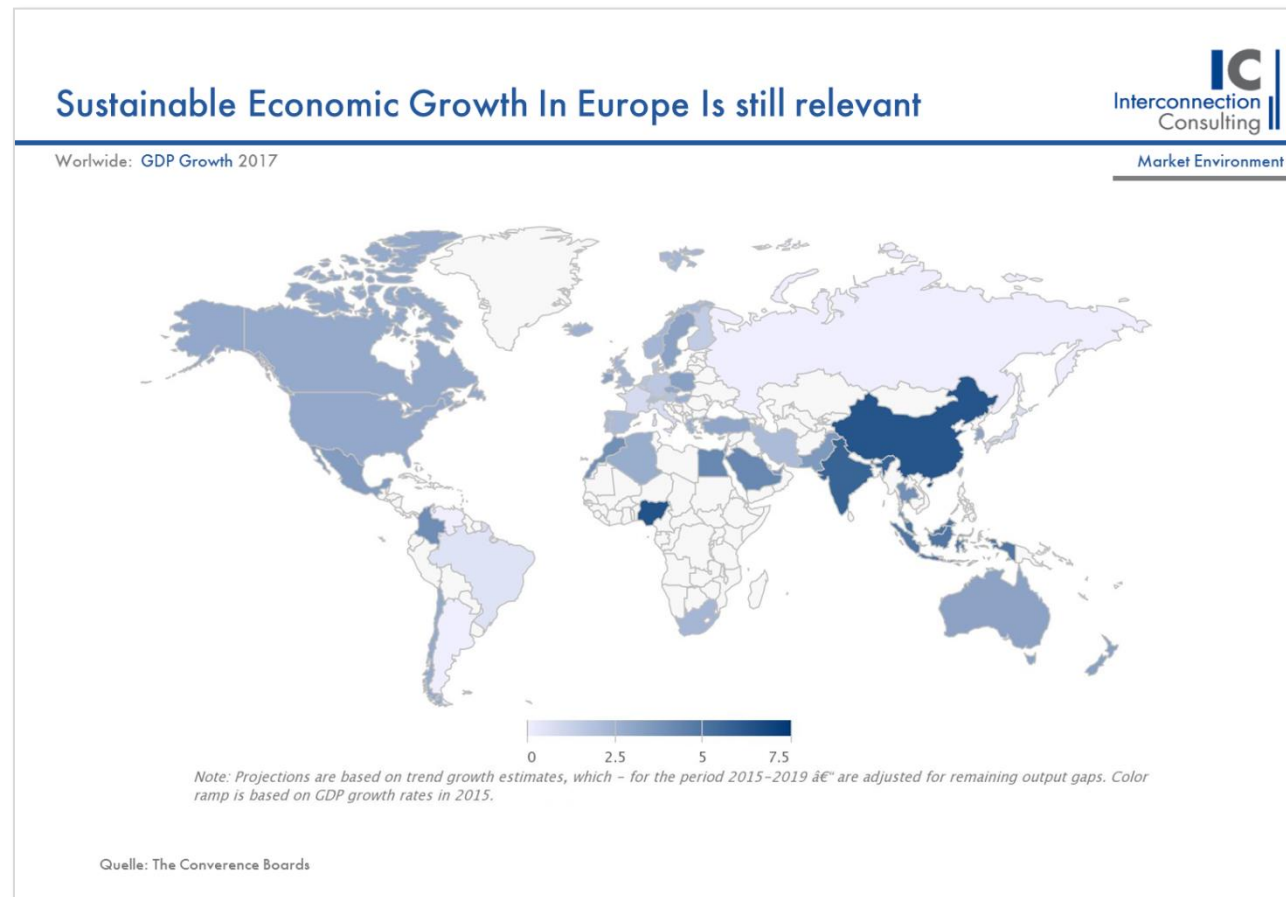 Sustainable Economic Growth In Europe Is still relevant
IC
Interconnection
Consulting
Worlwide: GDP Growth 2017
Market Environment
0 2.5 5 7.5
Note: Projections are based on trend growth estimates, which – for the period 2015–2019 â€“ are adjusted for remaining output gaps. Color
ramp is based on GDP growth rates in 2015.
Quelle: The Converence Boards